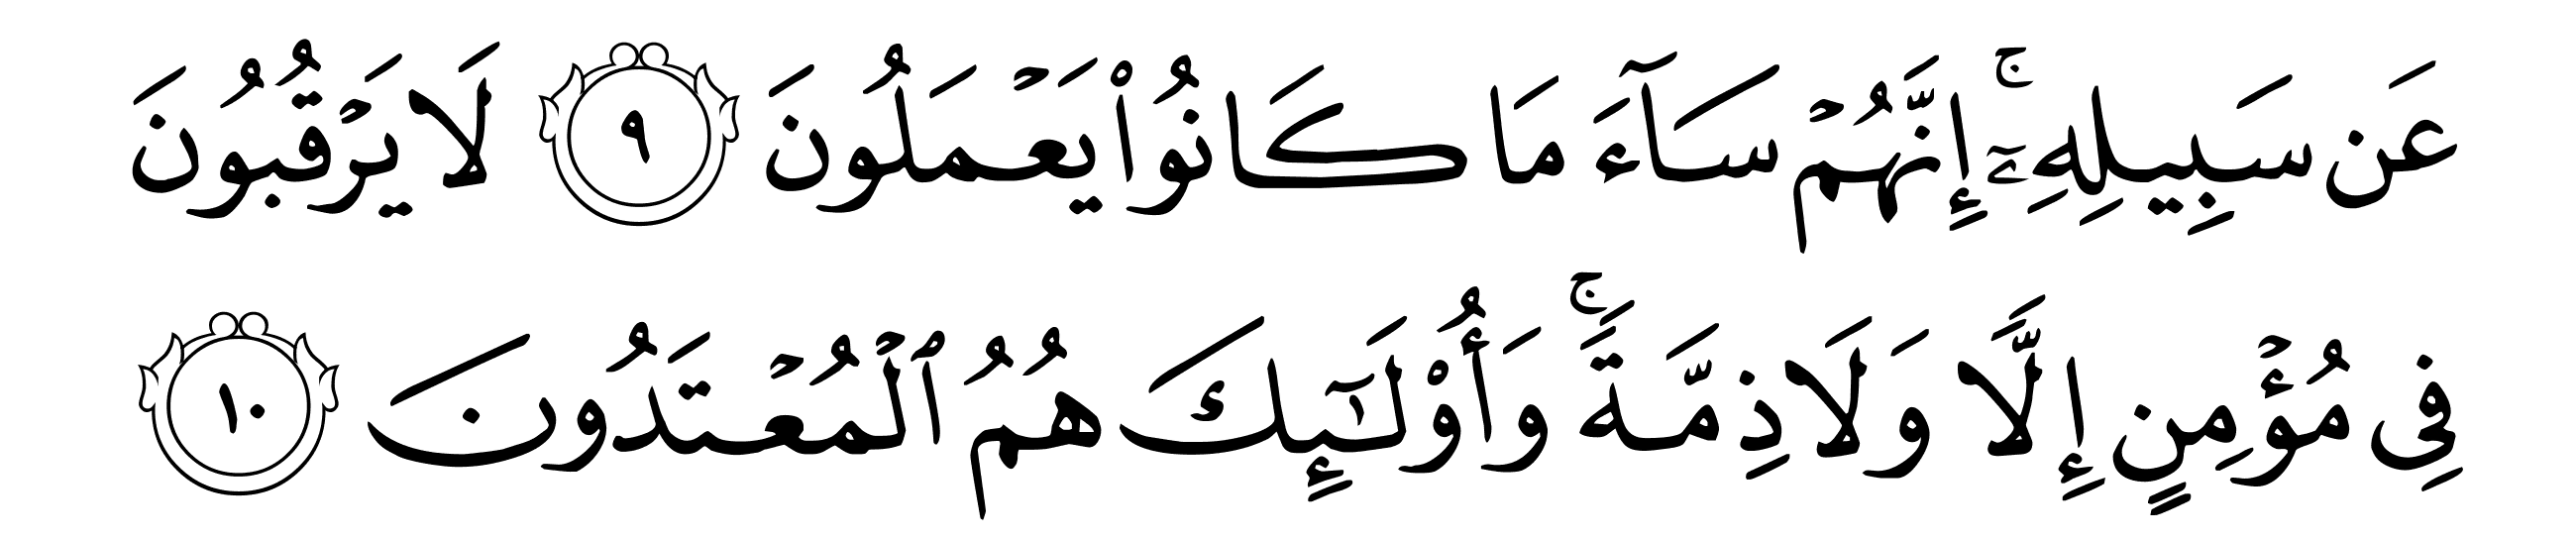 عَن سَبِيلِهِۦٓۚ إِنَّهُمۡ سَآءَ مَا كَانُواْ يَعۡمَلُونَ ٩ لَا يَرۡقُبُونَ
فِي مُؤۡمِنٍ إِلَّا وَلَا ذِمَّةَۚ وَأُوْلَٰٓئِكَ هُمُ ٱلۡمُعۡتَدُونَ ١٠